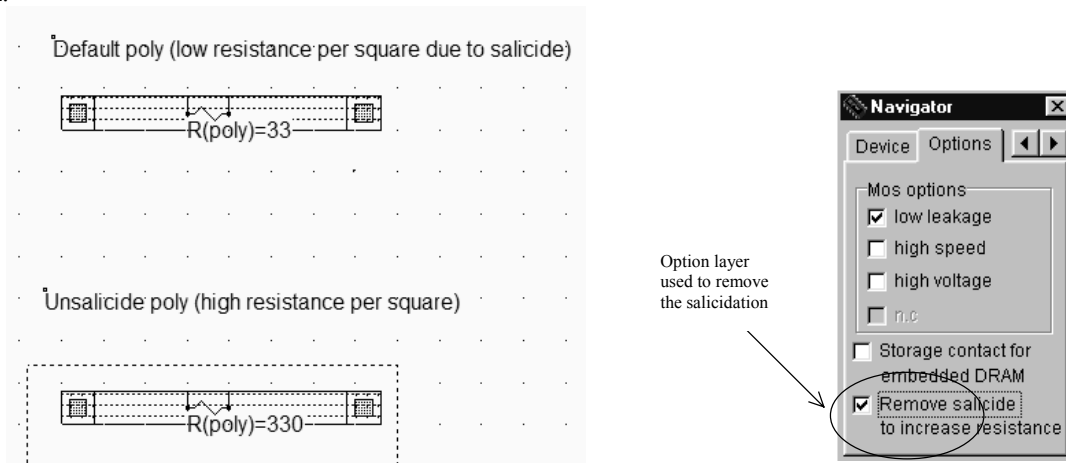 Default poly (low resistance per square due to salicide)
R(poly)=33
Unsalicide poly (high resistance per square)
R(poly)=330
Option layer
used to remove
the salicidation
Navigator
Device Options
Mos options
low leakage
high speed
high voltage
n.c
Storage contact for
embedded DRAM
Remove salicide
to increase resistance